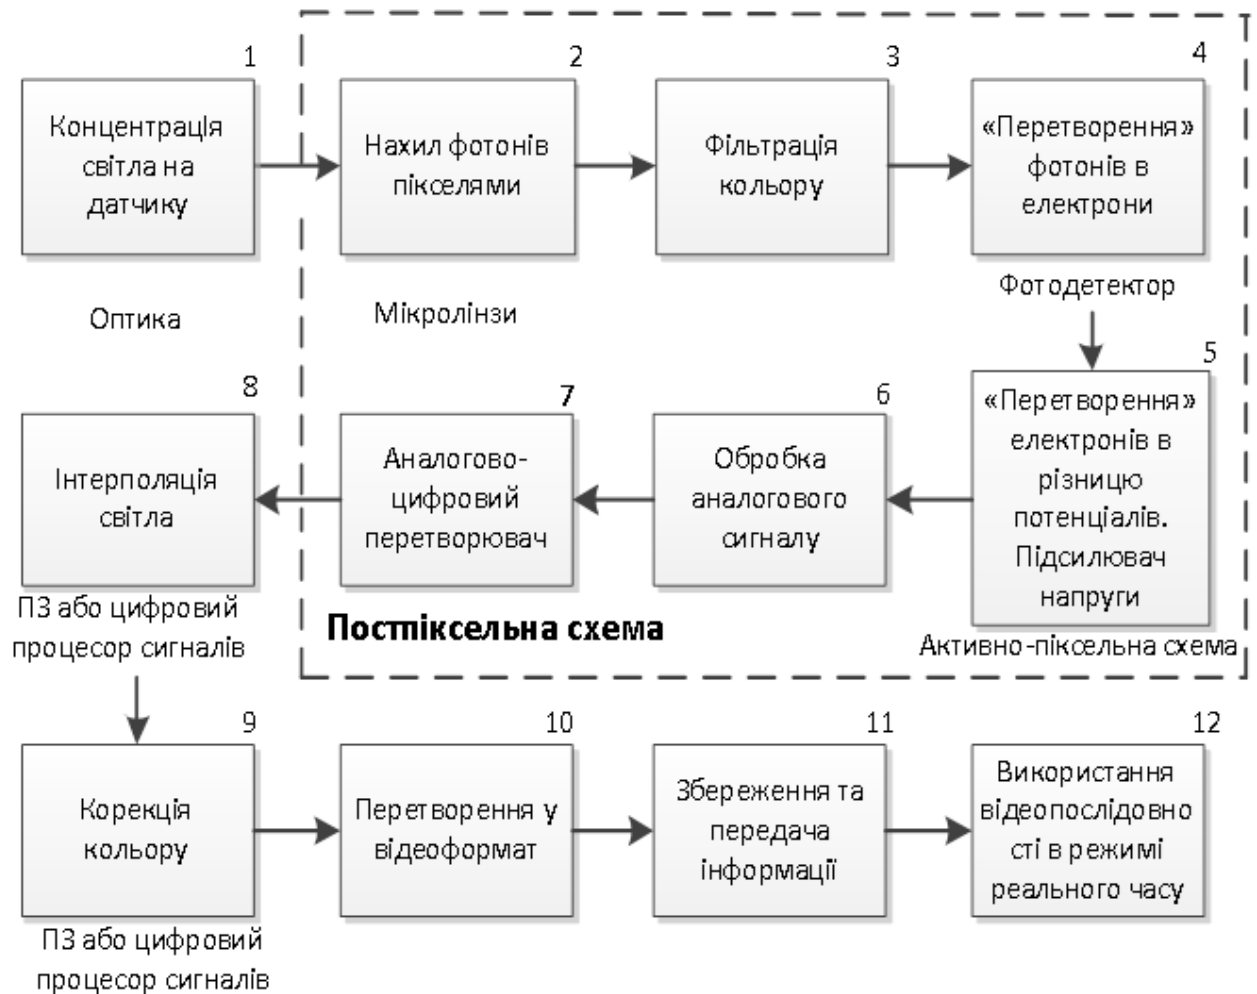 1
Концентрація
світла на
датчику
Оптика
2
Нахил фотонів
пікселями
Мікролінзи
3
Фільтрація
кольору
4
«Перетворення»
фотонів в
електрони
Фотодетектор
5
«Перетворення»
електронів в
різницю
потенціалів.
Підсилювач
напруги
Активно-піксельна схема
6
Обробка
аналогового
сигналу
7
Аналогово-
цифровий
перетворювач
Постпіксельна схема
8
Інтерполяція
світла
ПЗ або цифровий
процесор сигналів
9
Корекція
кольору
ПЗ або цифровий
процесор сигналів
10
Перетворення у
відеоформат
11
Збереження та
передача
інформації
12
Використання
відеопослідовно
сті в режимі
реального часу